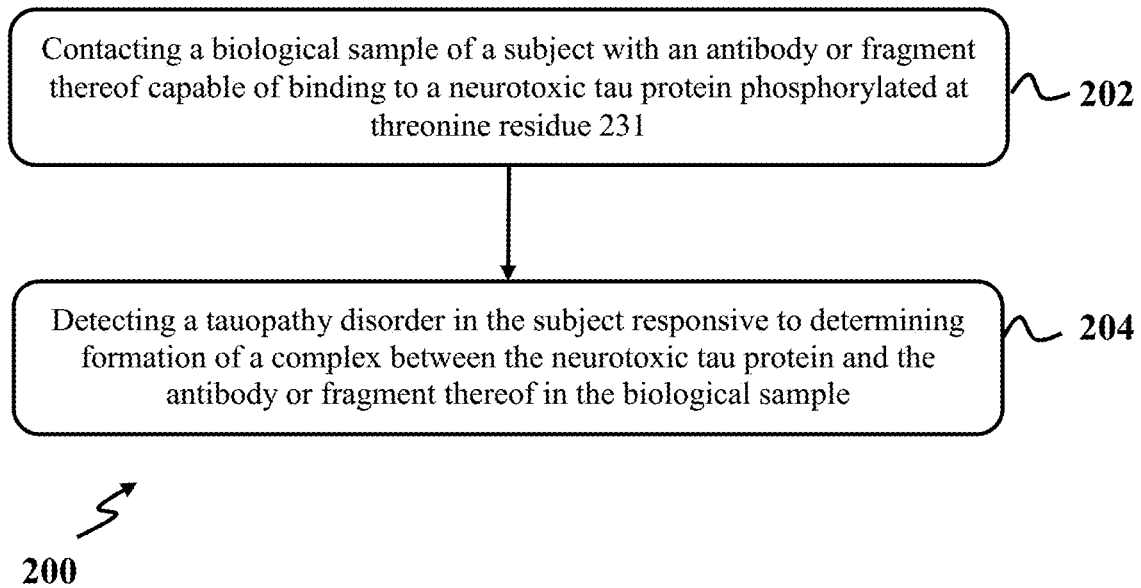 Contacting a biological sample of a subject with an antibody or fragment
thereof capable of binding to a neurotoxic tau protein phosphorylated at
threonine residue 231
202
Detecting a tauopathy disorder in the subject responsive to determining
formation of a complex between the neurotoxic tau protein and the
antibody or fragment thereof in the biological sample
204
200